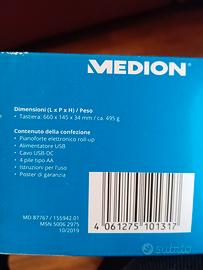 MEDION
Dimensioni (L x P x H) / Peso
• Tastiera: 660 x 145 x 34 mm / ca. 495 g
Contenuto della confezione
• Pianoforte elettronico roll-up
• Alimentatore USB
• Cavo USB-DC
• 4 pile tipo AA
• Istruzioni per l'uso
• Poster di garanzia
MD 87767 / 155942.01
MSN 5006 2975
10/2019
4 061275 101317
subito